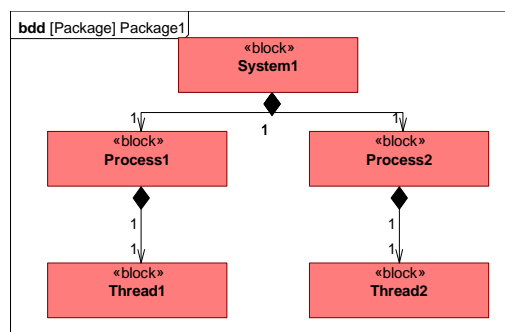 bdd [Package] Package1
«block»
System1
1
1
1
«block»
Process1
«block»
Process2
1
1
1
1
«block»
Thread1
«block»
Thread2